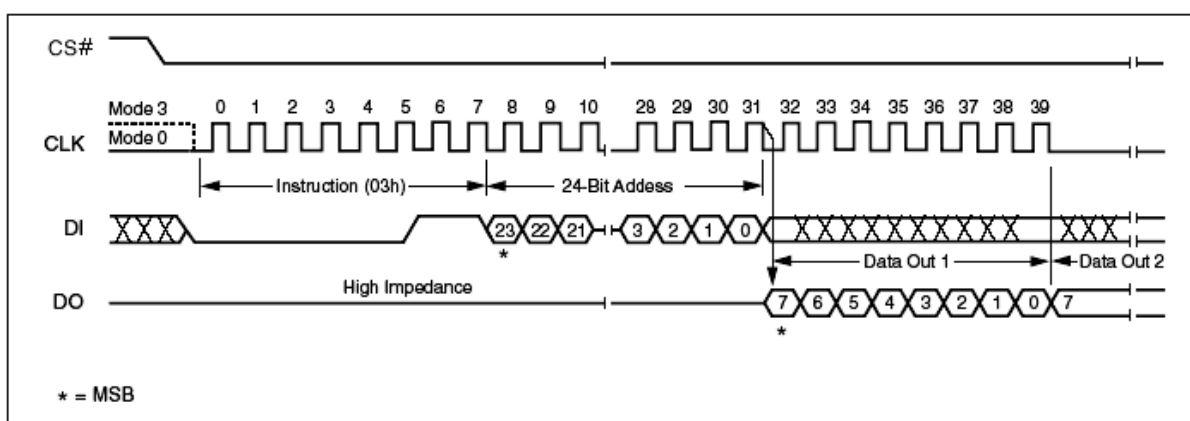 CS#
Mode 3
0 1 2 3 4 5 6 7 8 9 10 28 29 30 31 32 33 34 35 36 37 38 39
CLK
Mode 0
Instruction (03h)
24-Bit Addess
DI
23 22 21 3 2 1 0
*
Data Out 1
Data Out 2
High Impedance
DO
7 6 5 4 3 2 1 0 7
*
* = MSB